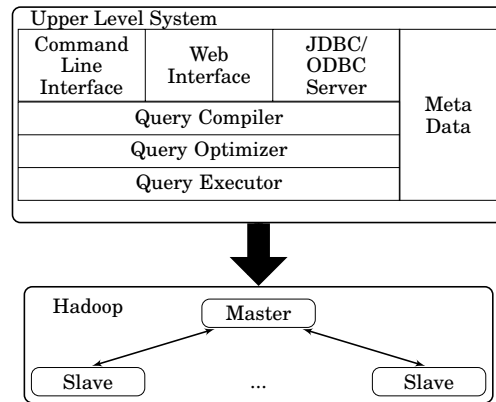 Upper Level System
Command
Line
Interface
Web
Interface
JDBC/
ODBC
Server
Meta
Data
Query Compiler
Query Optimizer
Query Executor
Hadoop
Master
Slave
...
Slave